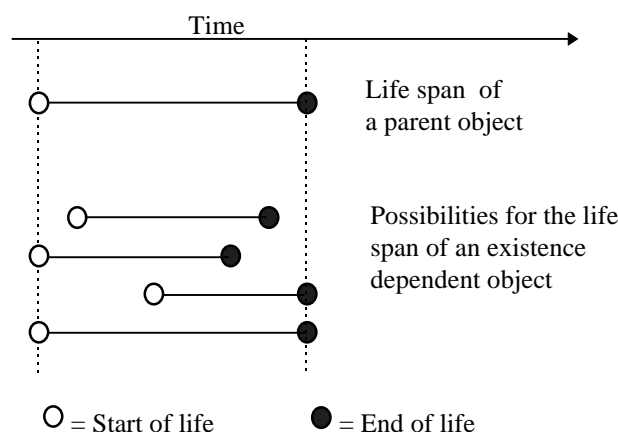 Time
Life span of
a parent object
Possibilities for the life
span of an existence
dependent object
= Start of life
= End of life